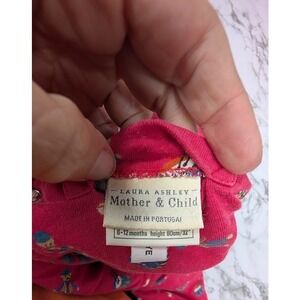 LAURA ASHLEY
Mother & Child
MADE IN PORTUGAL
6-12 months height 80cm/32"